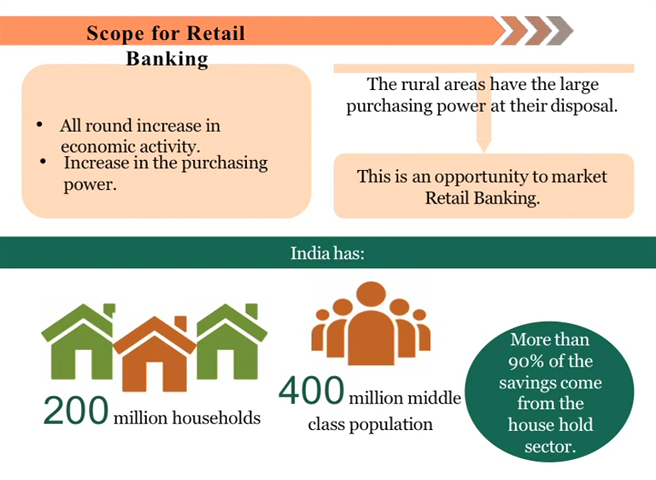 Scope for Retail
Banking
• All round increase in
economic activity.
• Increase in the purchasing
power.
The rural areas have the large
purchasing power at their disposal.
This is an opportunity to market
Retail Banking.
India has:
200 million households
400 million middle
class population
More than
90% of the
savings come
from the
house hold
sector.